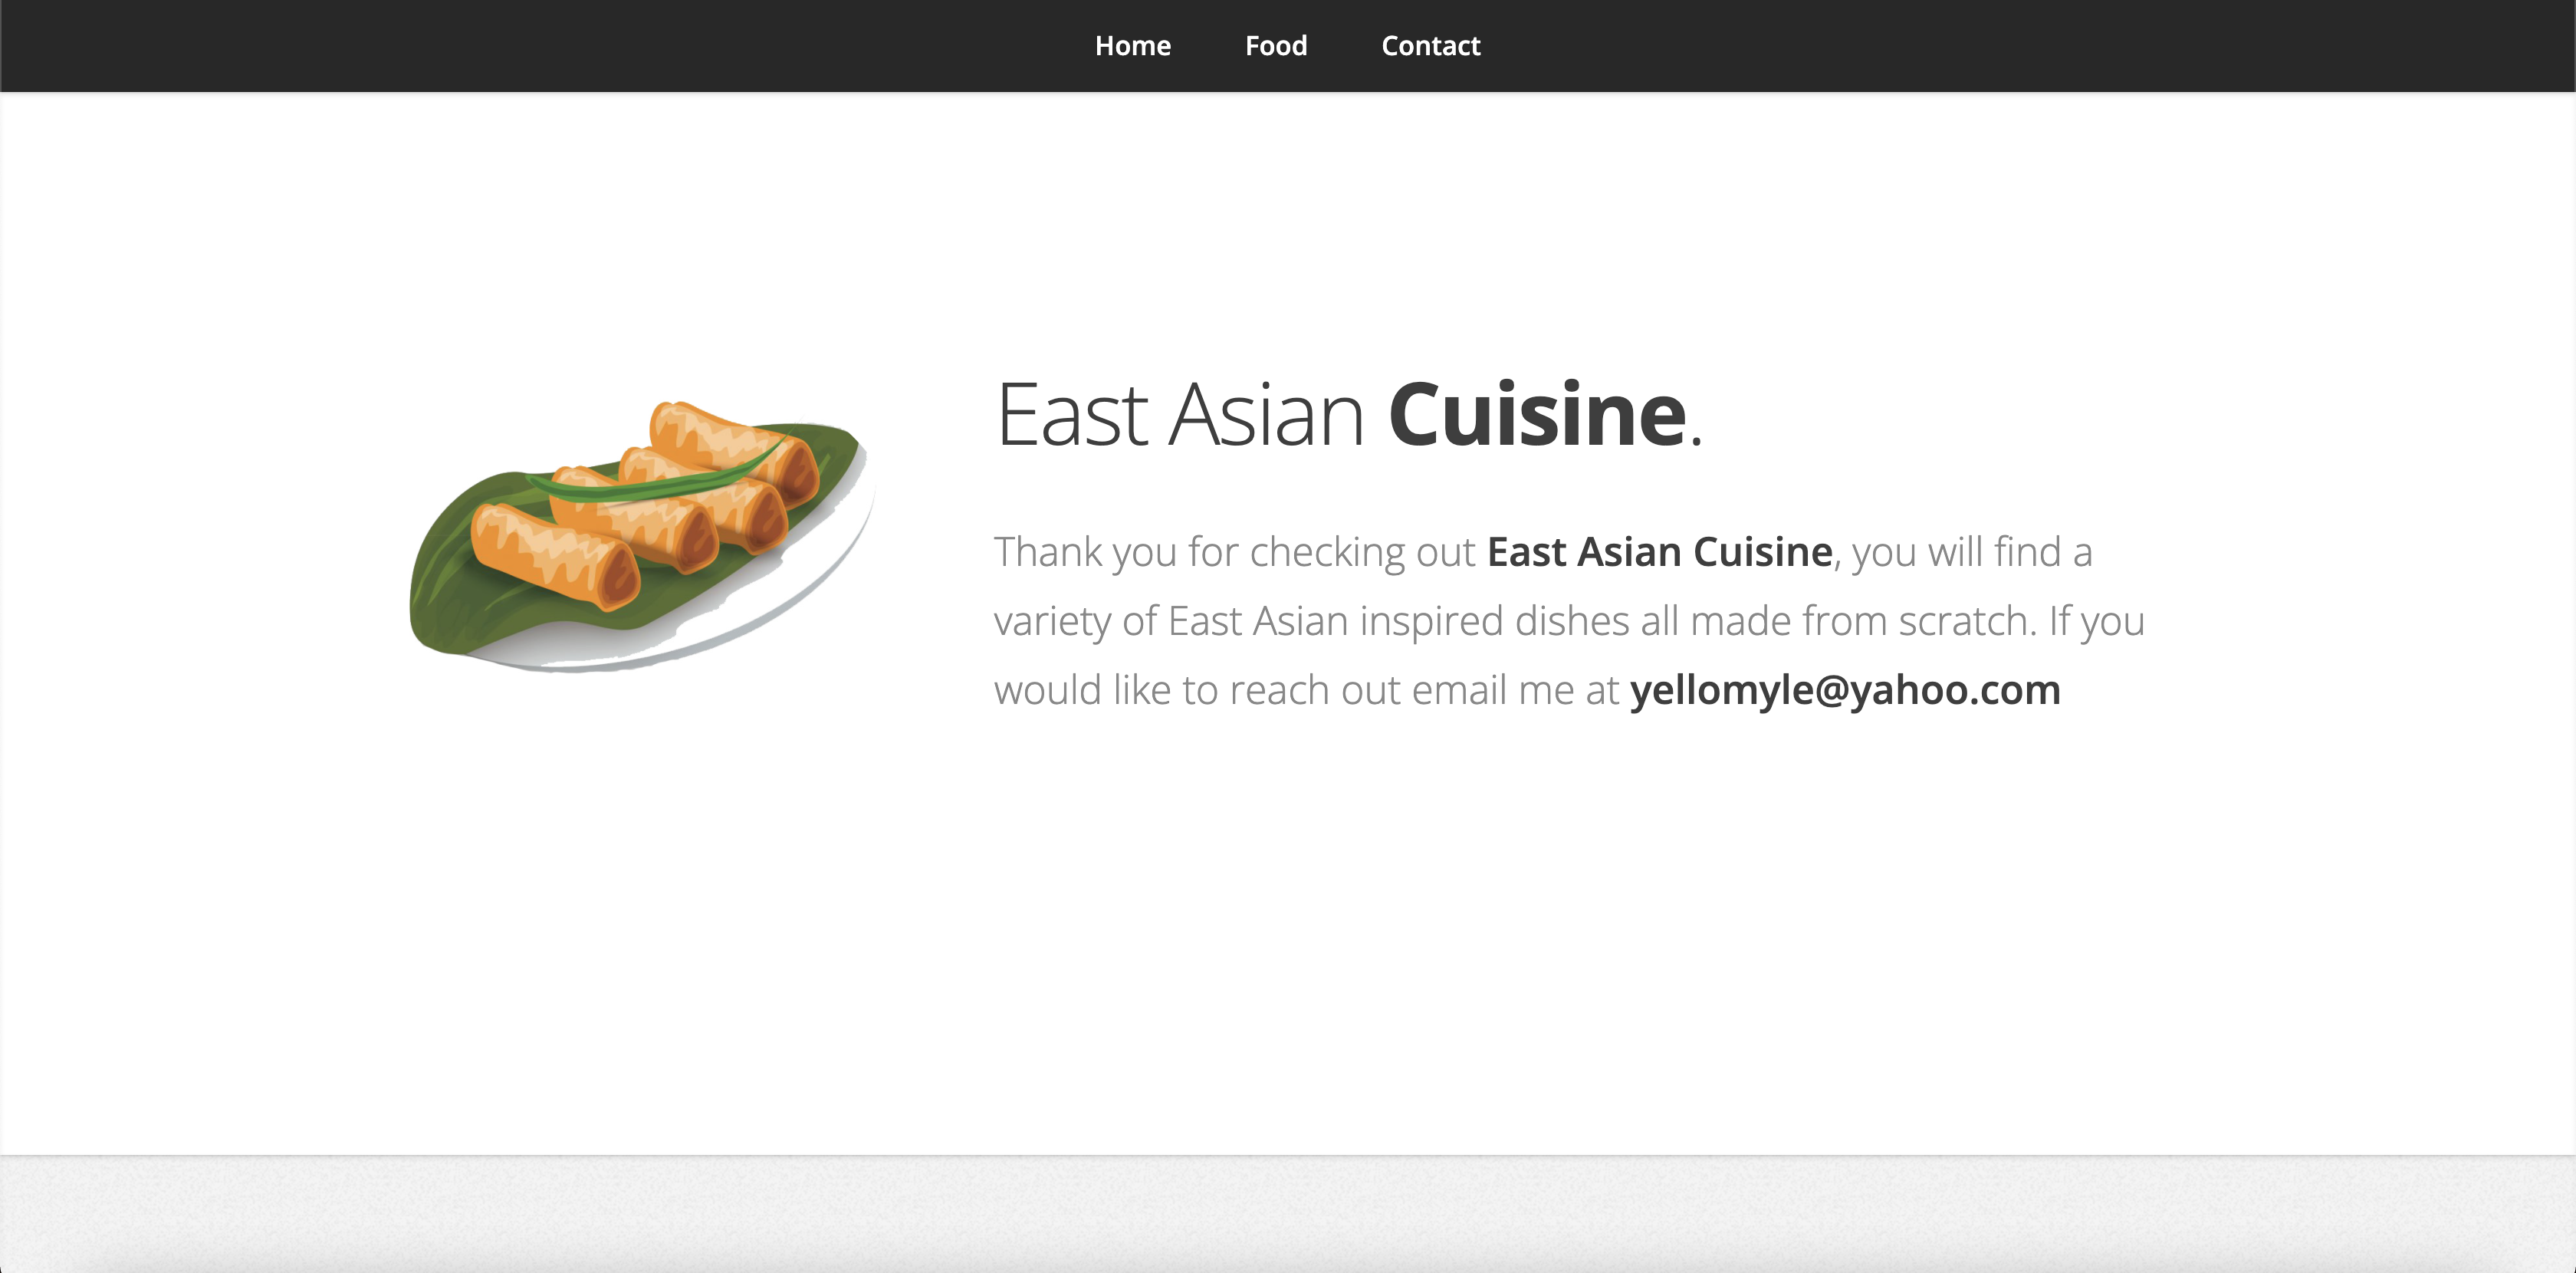 Home Food Contact
East Asian Cuisine.
Thank you for checking out East Asian Cuisine, you will find a
variety of East Asian inspired dishes all made from scratch. If you
would like to reach out email me at yellomyle@yahoo.com